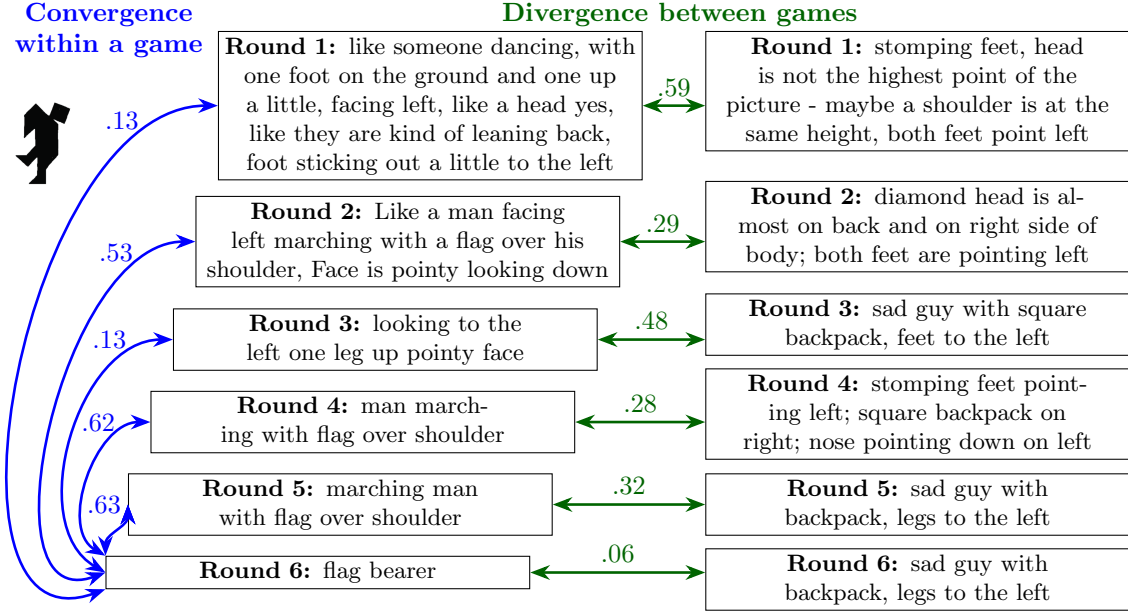 Convergence
within a game
Divergence between games
Round 1: like someone dancing, with
one foot on the ground and one up
a little, facing left, like a head yes,
like they are kind of leaning back,
foot sticking out a little to the left
.13
.59
Round 1: stomping feet, head
is not the highest point of the
picture - maybe a shoulder is at the
same height, both feet point left
Round 2: Like a man facing
left marching with a flag over his
shoulder, Face is pointy looking down
.53
.29
Round 2: diamond head is al-
most on back and on right side of
body; both feet are pointing left
Round 3: looking to the
left one leg up pointy face
.13
.48
Round 3: sad guy with square
backpack, feet to the left
Round 4: man march-
ing with flag over shoulder
.62
.28
Round 4: stomping feet point-
ing left; square backpack on
right; nose pointing down on left
Round 5: marching man
with flag over shoulder
.63
.32
Round 5: sad guy with
backpack, legs to the left
Round 6: flag bearer
.06
Round 6: sad guy with
backpack, legs to the left